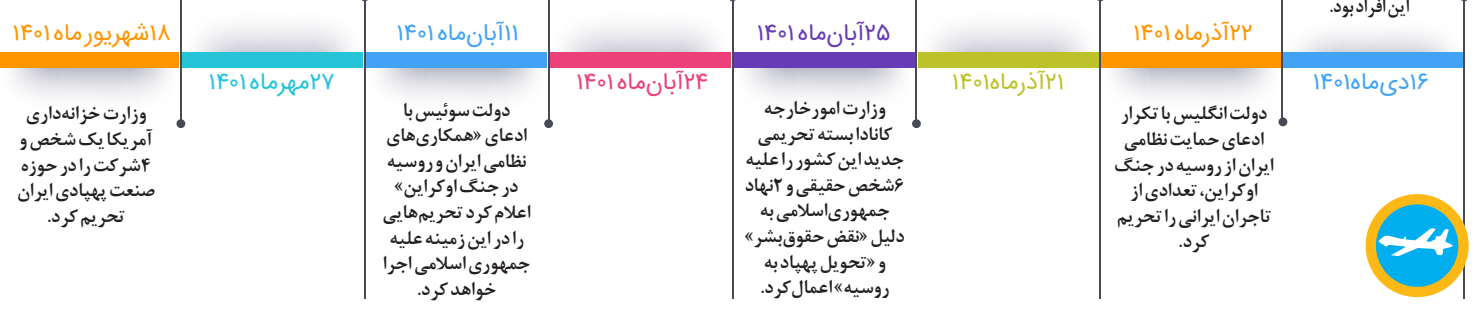 این افراد بود.
۱۸شهریور ماه ۱۴۰۱
وزارت خزانه‌داری
آمریکا یک شخص و
۴شرکت را در حوزه
صنعت پهپادی ایران
تحریم کرد.
۲۷مهرماه ۱۴۰۱
۱۱آبان‌ماه ۱۴۰۱
دولت سوئیس با
ادعای «همکاری‌های
نظامی ایران و روسیه
در جنگ اوکراین»
اعلام کرد تحریم‌هایی
را در این زمینه علیه
جمهوری اسلامی اجرا
خواهد کرد.
۲۴آبان‌ماه ۱۴۰۱
۲۵آبان‌ماه ۱۴۰۱
وزارت امور خارجه
کانادا بسته تحریمی
جدید این کشور را علیه
۶شخص حقیقی و ۲نهاد
جمهوری‌اسلامی به
دلیل «نقض حقوق‌بشر»
و «تحویل پهپاد به
روسیه» اعمال کرد.
۲۱آذرماه ۱۴۰۱
۲۲آذرماه ۱۴۰۱
دولت انگلیس با تکرار
ادعای حمایت نظامی
ایران از روسیه در جنگ
اوکراین، تعدادی از
تاجران ایرانی را تحریم
کرد.
۱۶دی‌ماه ۱۴۰۱